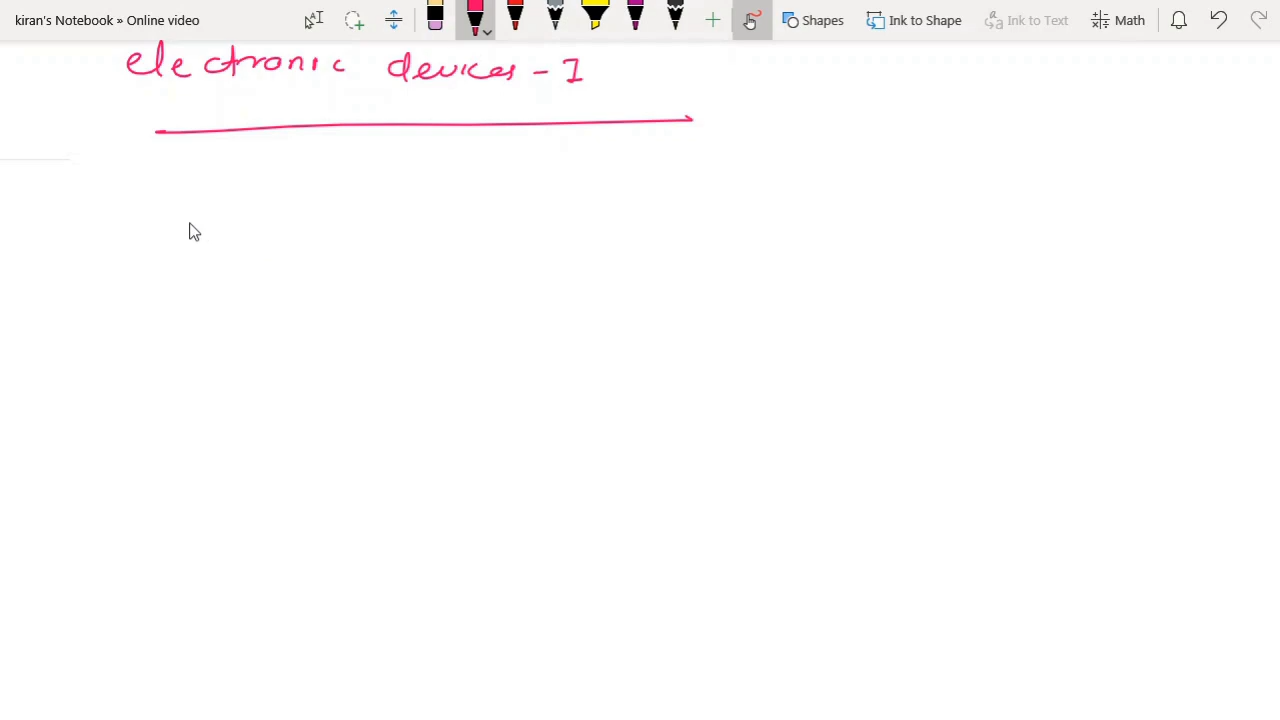 kiran's Notebook » Online video
Shapes
Ink to Shape
Ink to Text
Math
electronic devices - I